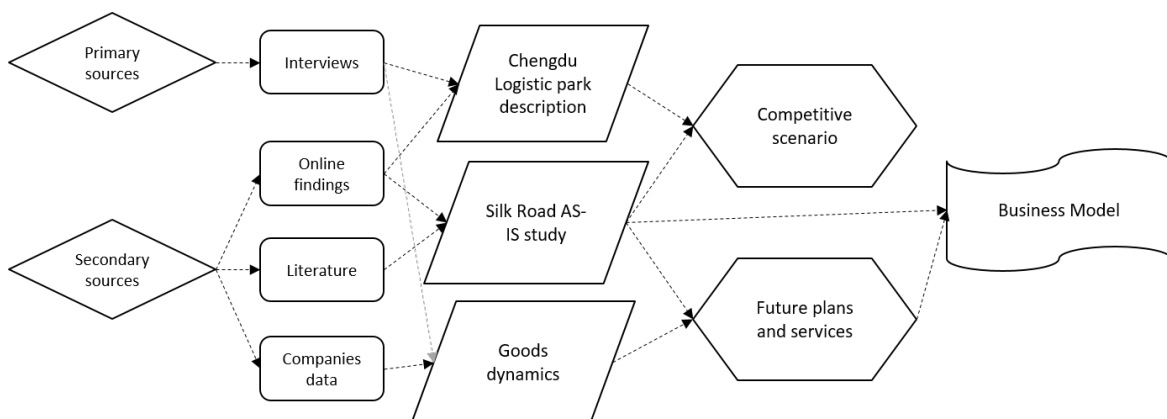 Primary
sources
Interviews
Chengdu
Logistic park
description
Competitive
scenario
Online
findings
Silk Road AS-
IS study
Business Model
Secondary
sources
Literature
Future plans
and services
Companies
data
Goods
dynamics